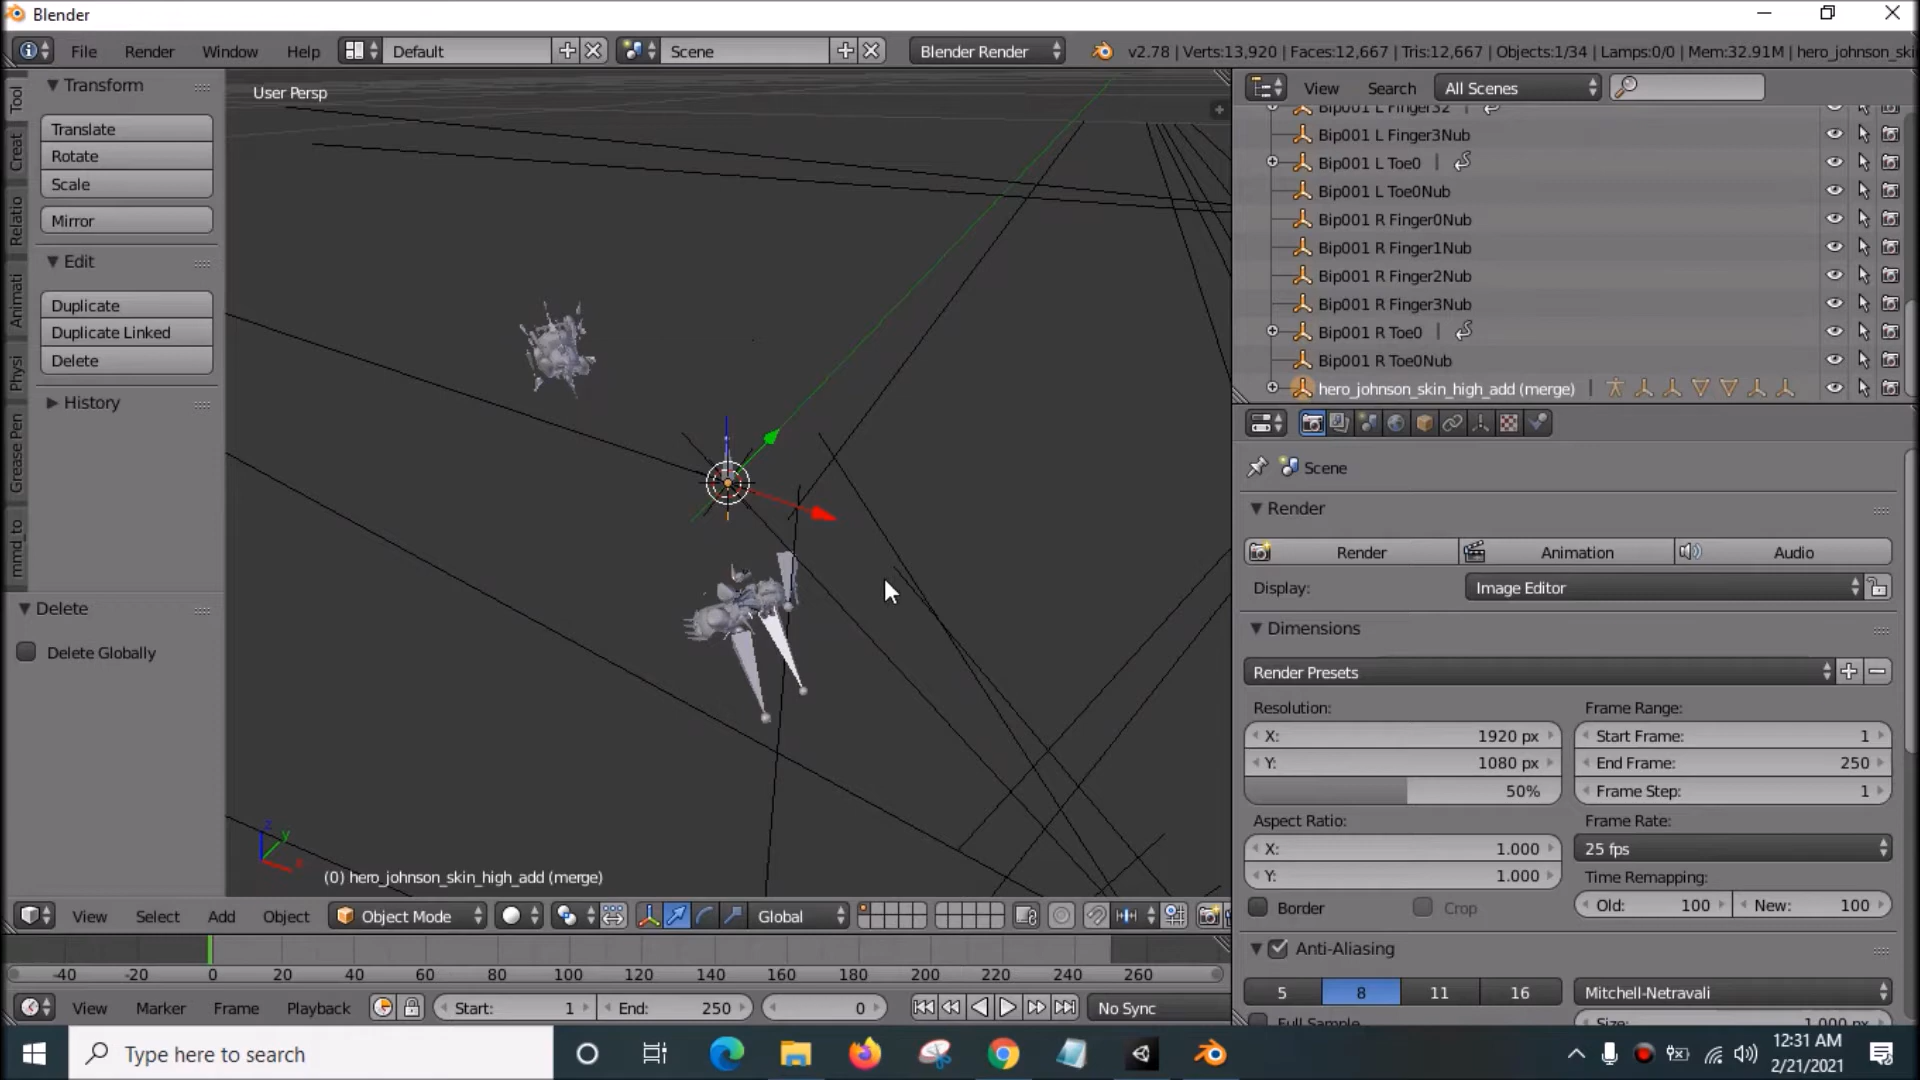 Blender
File Render Window Help Default Scene Blender Render v2.78 | Verts:13,920 | Faces:12,667 | Tris:12,667 | Objects:1/34 | Lamps:0/0 | Mem:32.91M | hero_johnson_ski
Tool
Creat
Relatio
Animati
Physi
Grease Pen
mmd_to
Transform
Translate
Rotate
Scale
Mirror
Edit
Duplicate
Duplicate Linked
Delete
History
Delete
Delete Globally
User Persp
(0) hero_johnson_skin_high_add (merge)
View Search All Scenes
Bip001 L Finger32
Bip001 L Finger3Nub
Bip001 L Toe0
Bip001 L Toe0Nub
Bip001 R Finger0Nub
Bip001 R Finger1Nub
Bip001 R Finger2Nub
Bip001 R Finger3Nub
Bip001 R Toe0
Bip001 R Toe0Nub
hero_johnson_skin_high_add (merge)
Scene
Render
Render Animation Audio
Display: Image Editor
Dimensions
Render Presets
Resolution: Frame Range:
X: 1920 px Start Frame: 1
Y: 1080 px End Frame: 250
50% Frame Step: 1
Aspect Ratio: Frame Rate:
X: 1.000 25 fps
Y: 1.000 Time Remapping:
Border Crop Old: 100 New: 100
Anti-Aliasing
5 8 11 16 Mitchell-Netravali
Full Sample Size: 1.000 px
View Select Add Object Object Mode Global
-40 -20 0 20 40 60 80 100 120 140 160 180 200 220 240 260
View Marker Frame Playback Start: 1 End: 250 0 No Sync
Type here to search
12:31 AM
2/21/2021